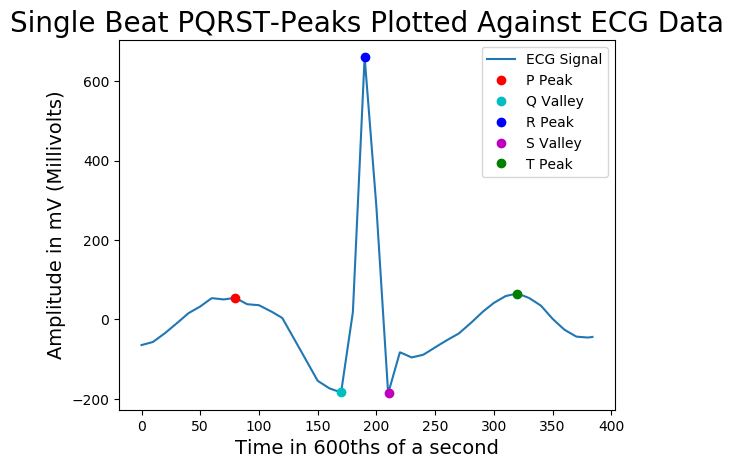 Single Beat PQRST-Peaks Plotted Against ECG Data
Amplitude in mV (Millivolts)
600
400
200
0
−200
ECG Signal
P Peak
Q Valley
R Peak
S Valley
T Peak
0 50 100 150 200 250 300 350 400
Time in 600ths of a second